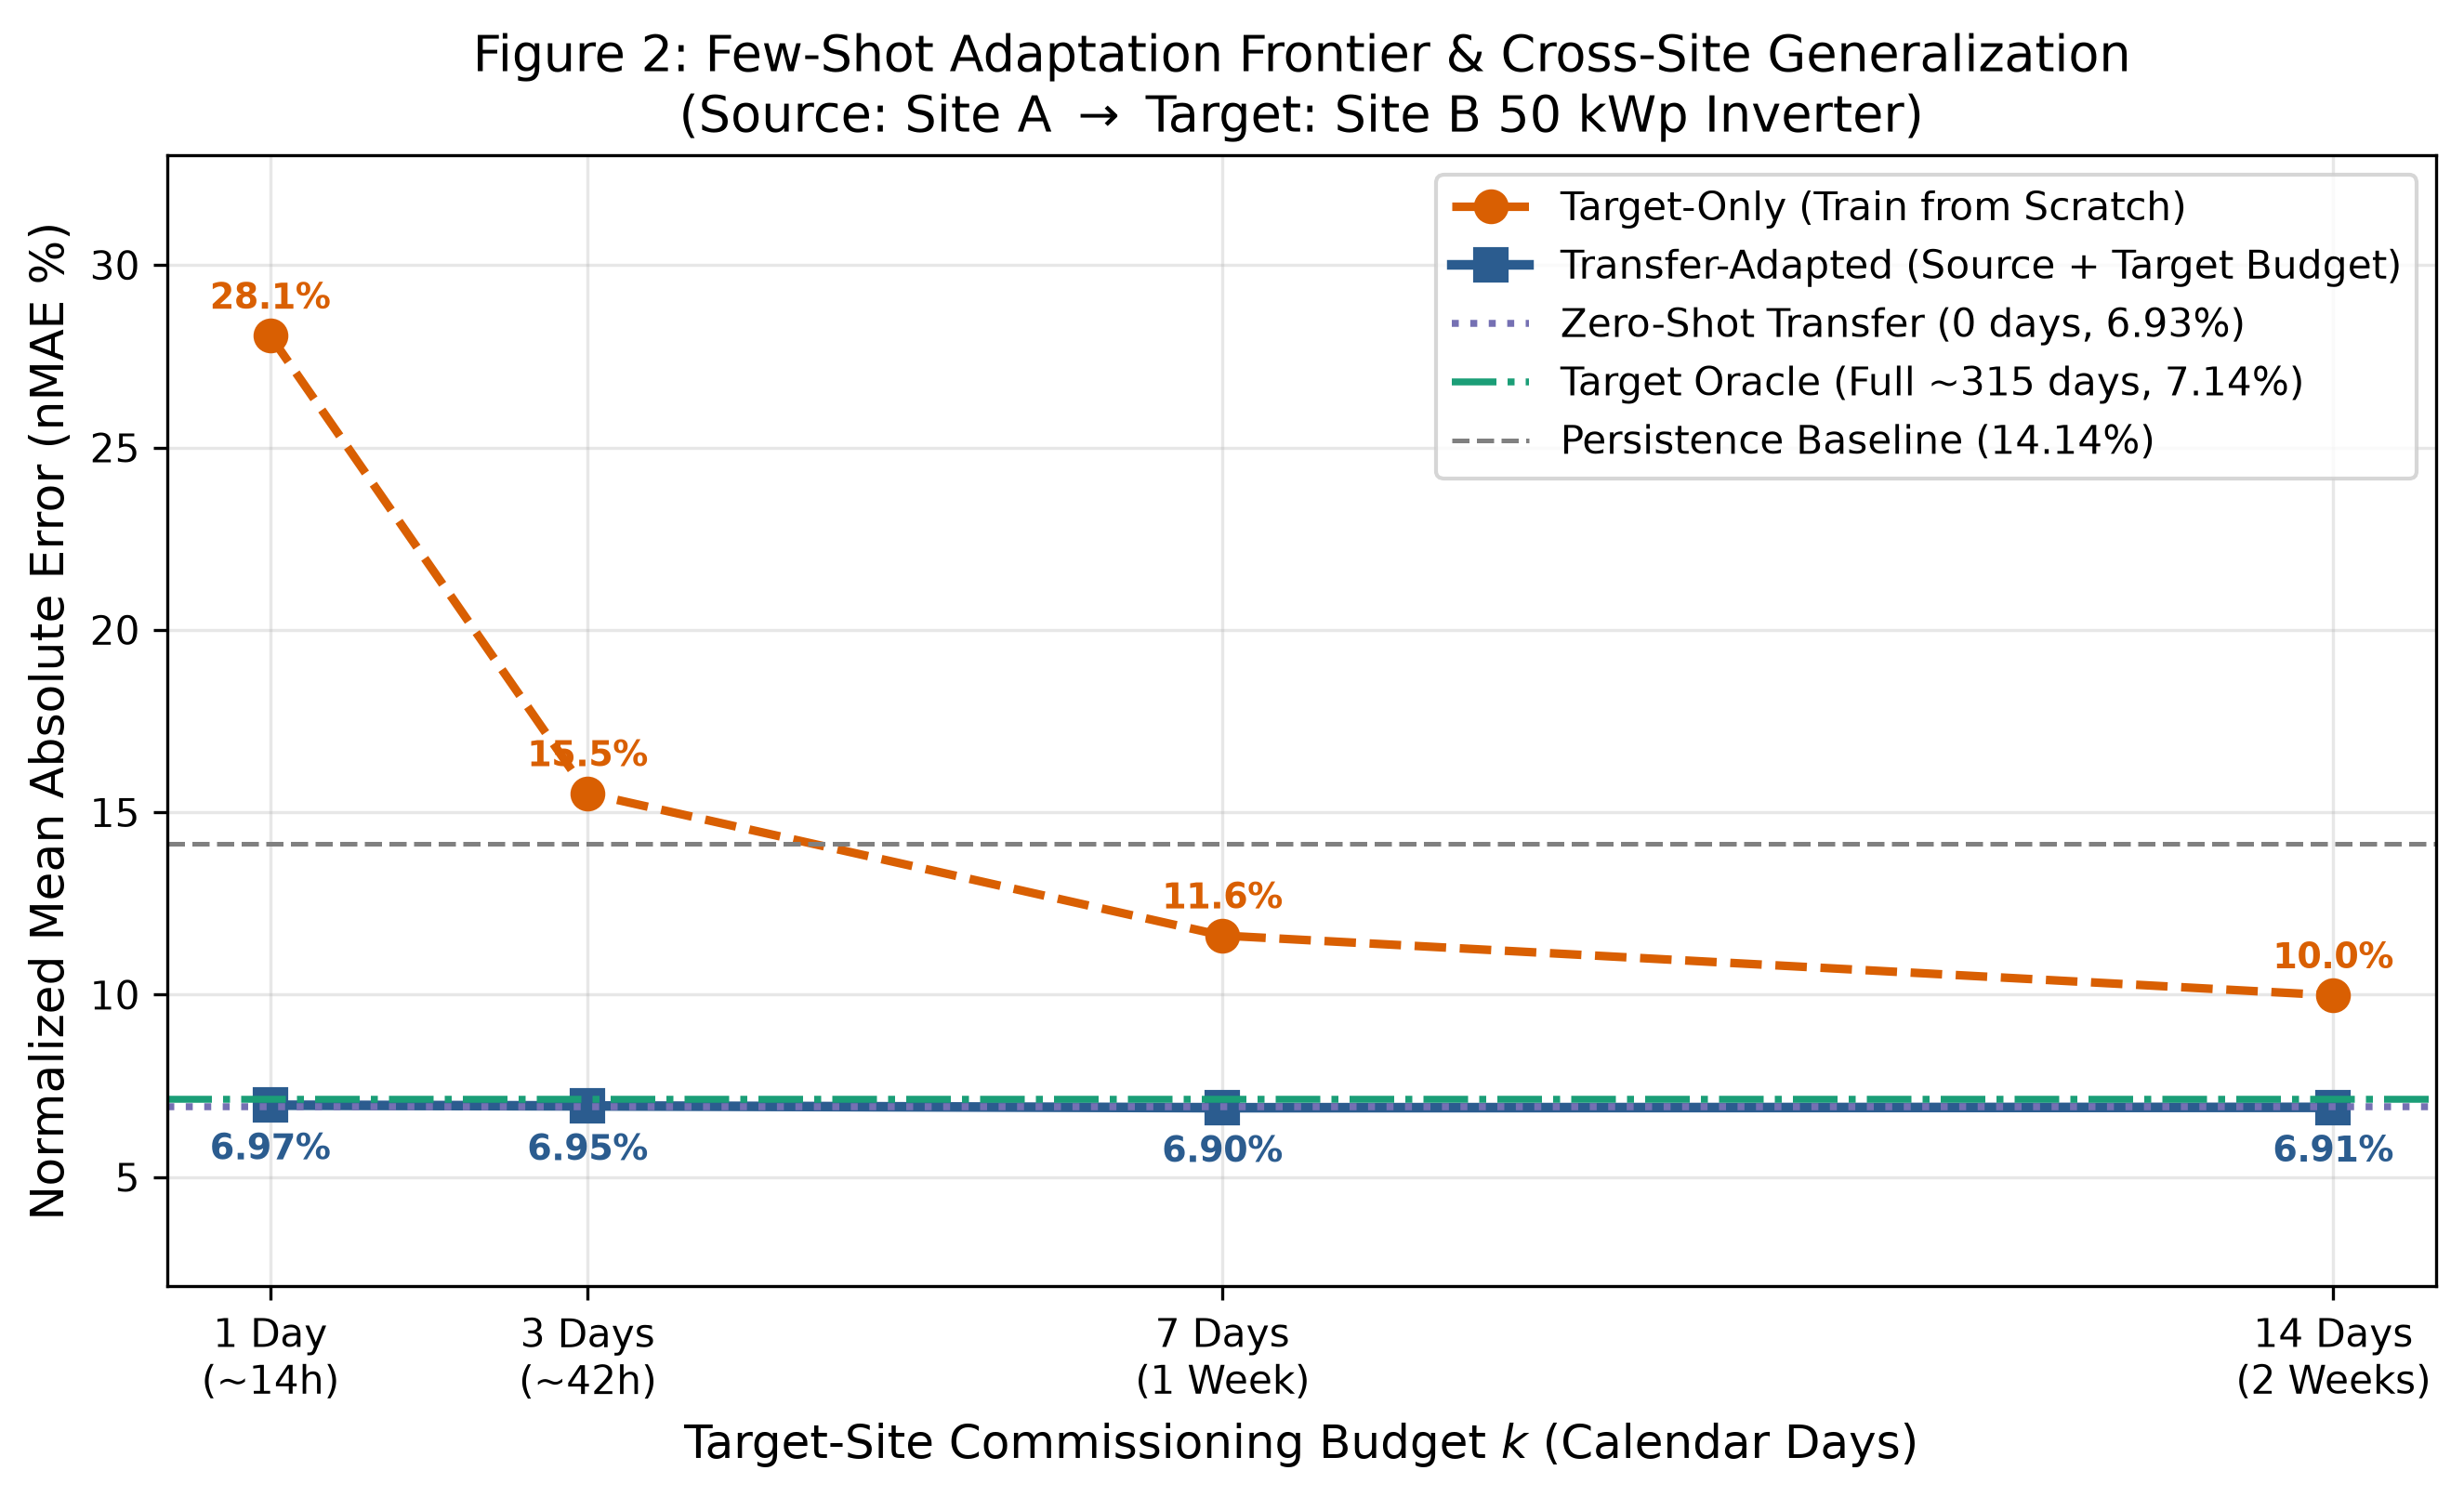 Figure 2: Few-Shot Adaptation Frontier & Cross-Site Generalization
(Source: Site A → Target: Site B 50 kWp Inverter)
Normalized Mean Absolute Error (nMAE %)
30
25
20
15
10
5
Target-Only (Train from Scratch)
Transfer-Adapted (Source + Target Budget)
Zero-Shot Transfer (0 days, 6.93%)
Target Oracle (Full ~315 days, 7.14%)
Persistence Baseline (14.14%)
28.1%
15.5%
11.6%
10.0%
6.97%
6.95%
6.90%
6.91%
1 Day
(~14h)
3 Days
(~42h)
7 Days
(1 Week)
14 Days
(2 Weeks)
Target-Site Commissioning Budget k (Calendar Days)